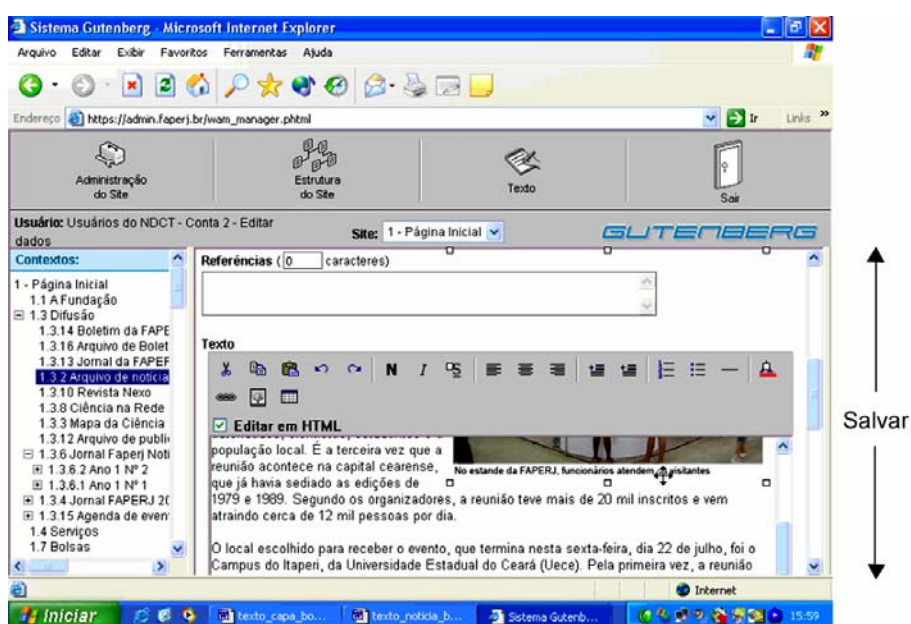 Sistema Gutenberg - Microsoft Internet Explorer
Arquivo Editar Exibir Favoritos Ferramentas Ajuda
Endereço https://admin.faperj.br/wam_manager.phtml Ir Links »
Administração do Site
Estrutura do Site
Texto
Sair
Usuário: Usuários do NDCT - Conta 2 - Editar dados
Site: 1 - Página Inicial
GUTENBERG
Contextos:
1 - Página Inicial
1.1 A Fundação
1.3 Difusão
1.3.14 Boletim da FAPE
1.3.16 Arquivo de Bolet
1.3.13 Jornal da FAPEF
1.3.2 Arquivo de noticia
1.3.10 Revista Nexo
1.3.8 Ciência na Rede
1.3.3 Mapa da Ciência
1.3.12 Arquivo de public
1.3.6 Jornal Faperj Noti
1.3.6.2 Ano 1 Nº 2
1.3.6.1 Ano 1 Nº 1
1.3.4 Jornal FAPERJ 20
1.3.15 Agenda de even
1.4 Serviços
1.7 Bolsas
Referências ( 0 caracteres)
Texto
N I
Editar em HTML
população local. É a terceira vez que a
reunião acontece na capital cearense,
que já havia sediado as edições de
No estande da FAPERJ, funcionários atendem visitantes
1979 e 1989. Segundo os organizadores, a reunião teve mais de 20 mil inscritos e vem
atraindo cerca de 12 mil pessoas por dia.
O local escolhido para receber o evento, que termina nesta sexta-feira, dia 22 de julho, foi o
Campus do Itaperi, da Universidade Estadual do Ceará (Uece). Pela primeira vez, a reunião
Internet
Iniciar texto_capa_bo... texto_noticia_b... Sistema Gutenb... 15:59
Salvar